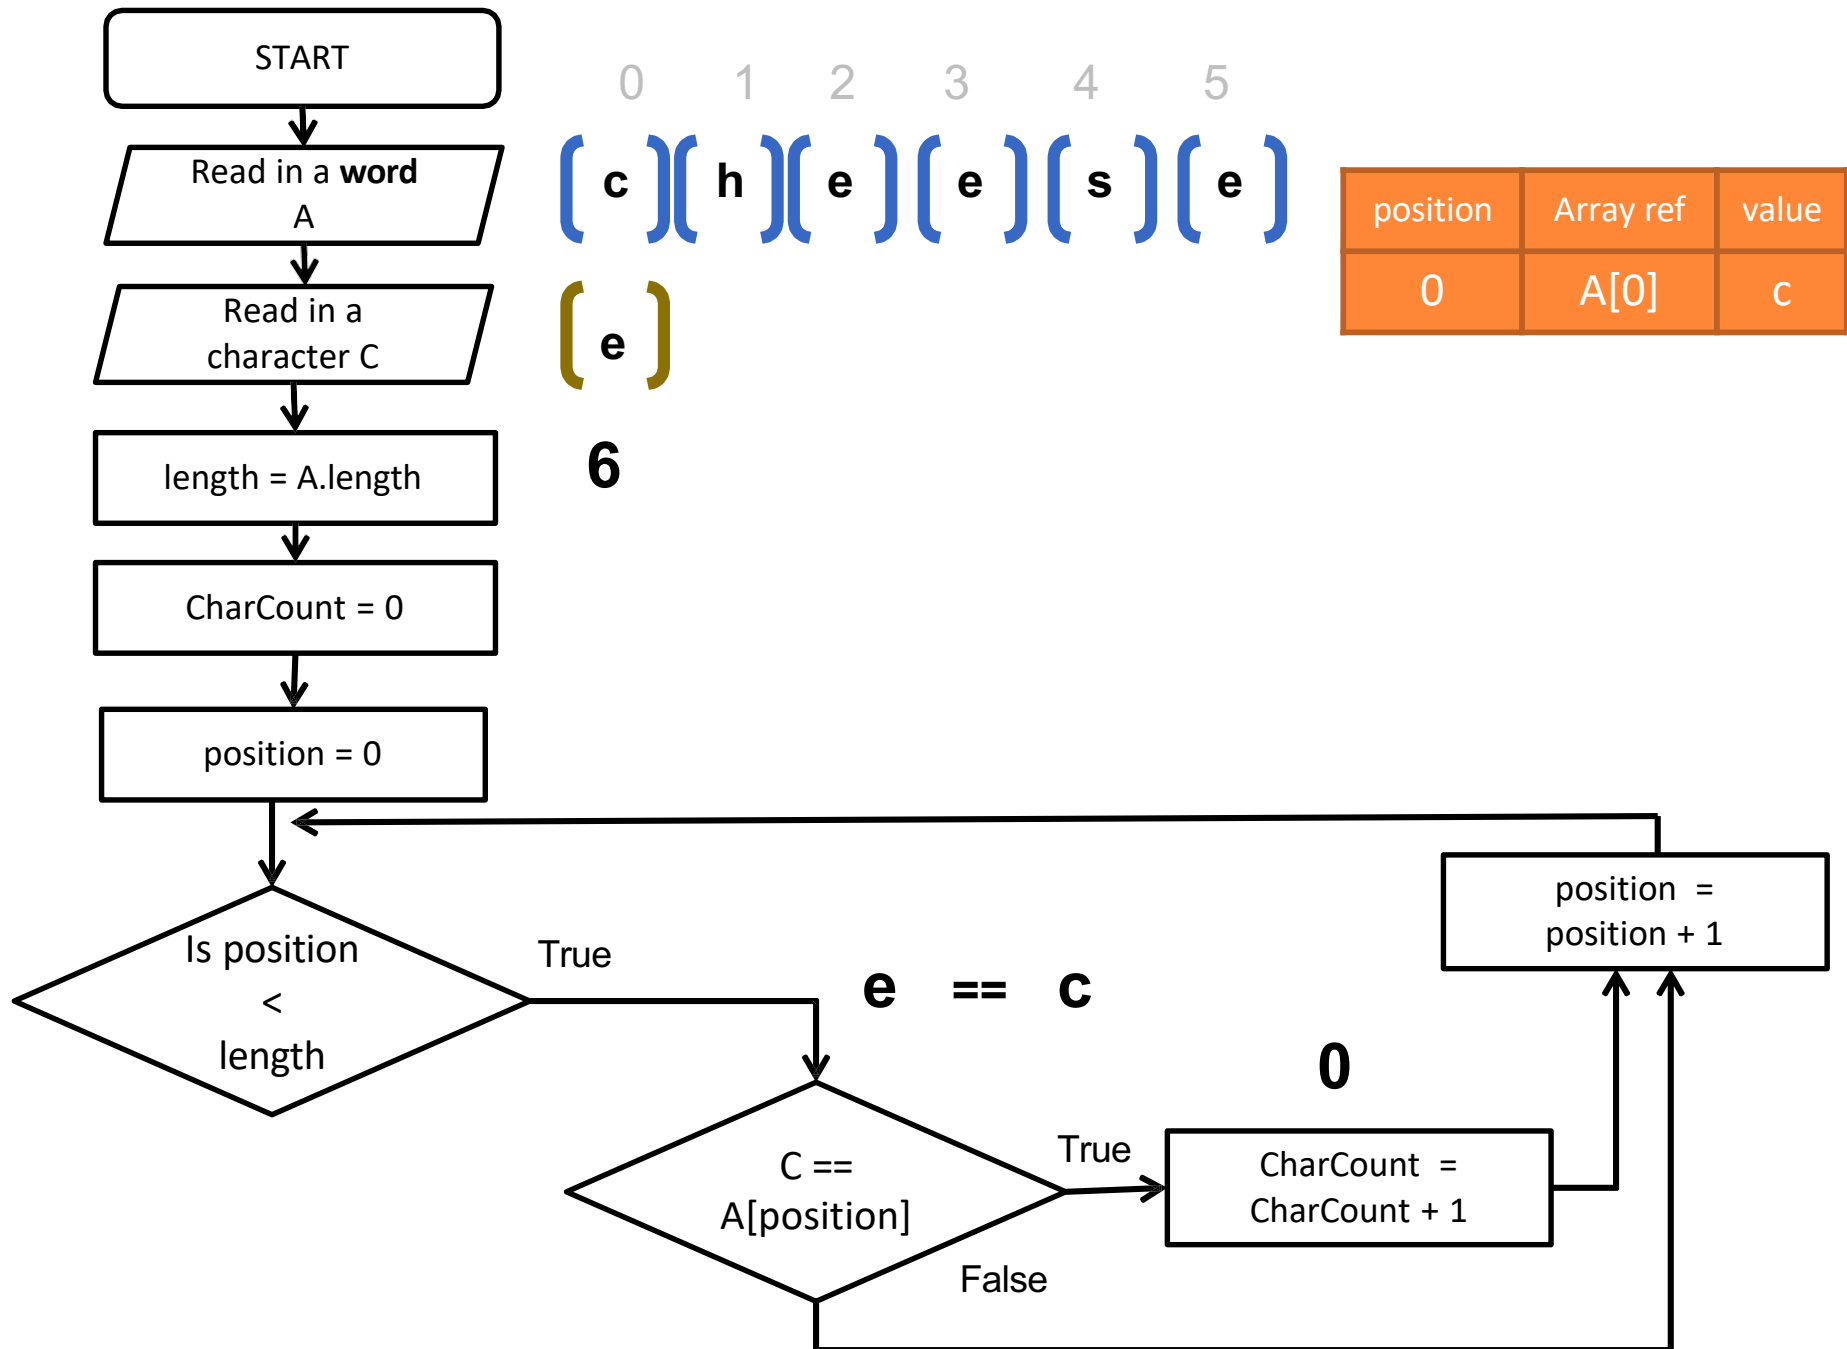 START
0 1 2 3 4 5
Read in a word
A
c h e e s e
position Array ref value
0 A[0] c
Read in a
character C
e
length = A.length
6
CharCount = 0
position = 0
Is position
<
length
True
e == c
position =
position + 1
0
C ==
A[position]
True
CharCount =
CharCount + 1
False